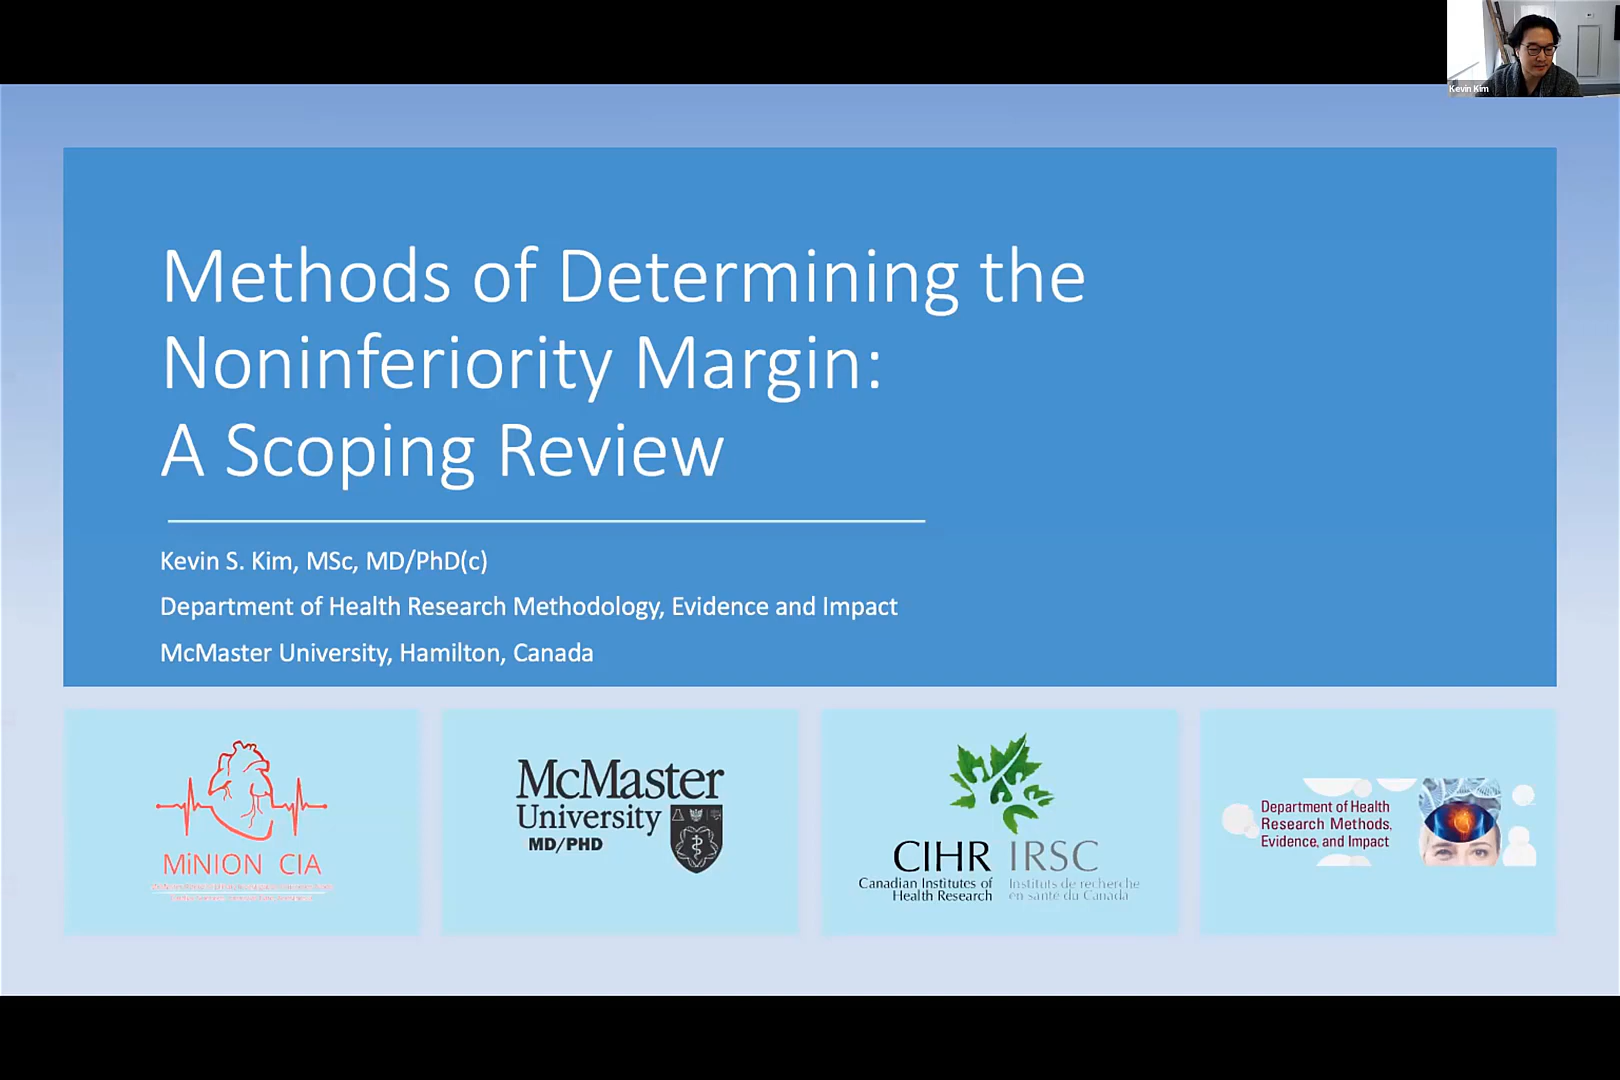 Kevin Kim
Methods of Determining the
Noninferiority Margin:
A Scoping Review
Kevin S. Kim, MSc, MD/PhD(c)
Department of Health Research Methodology, Evidence and Impact
McMaster University, Hamilton, Canada
MiNION CIA
McMaster
University
MD/PHD
CIHR IRSC
Canadian Institutes of Instituts de recherche
Health Research en santé du Canada
Department of Health
Research Methods,
Evidence, and Impact